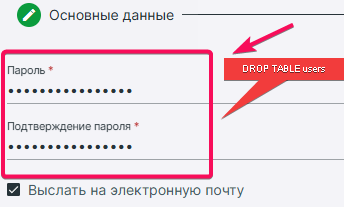 Основные данные
Пароль *
DROP TABLE users
••••••••••••••••
Подтверждение пароля *
••••••••••••••••
Выслать на электронную почту